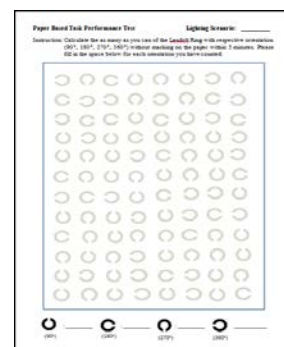 Paper Based Task Performance Test Lighting Scenario: ________
Instruction: Calculate the as many as you can of the Landolt Ring with respective orientation
(90°, 180°, 270°, 360°) without marking on the paper within 5 minutes. Please
fill in the space below for each orientation you have counted.
(90°) (180°) (270°) (360°)